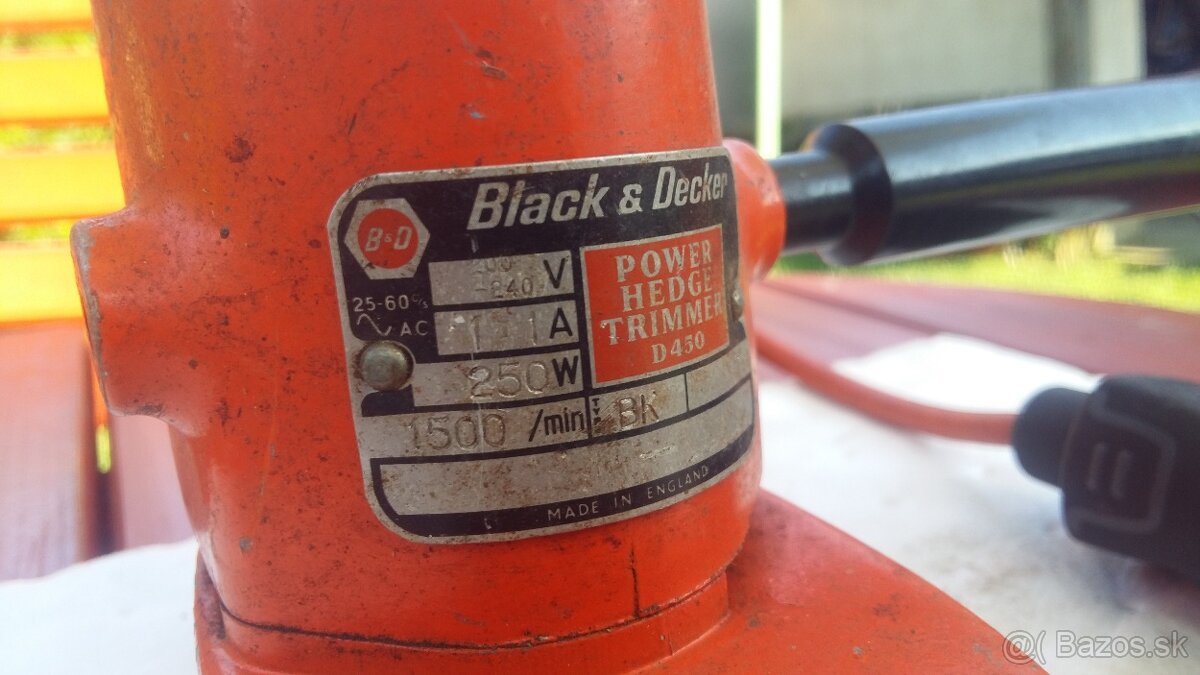 Black & Decker
B&D
POWER
HEDGE
TRIMMER
D450
25-60 c/s
AC
-240 V
A
250 W
1500 /min
TYPE BK
MADE IN ENGLAND
@( Bazos.sk